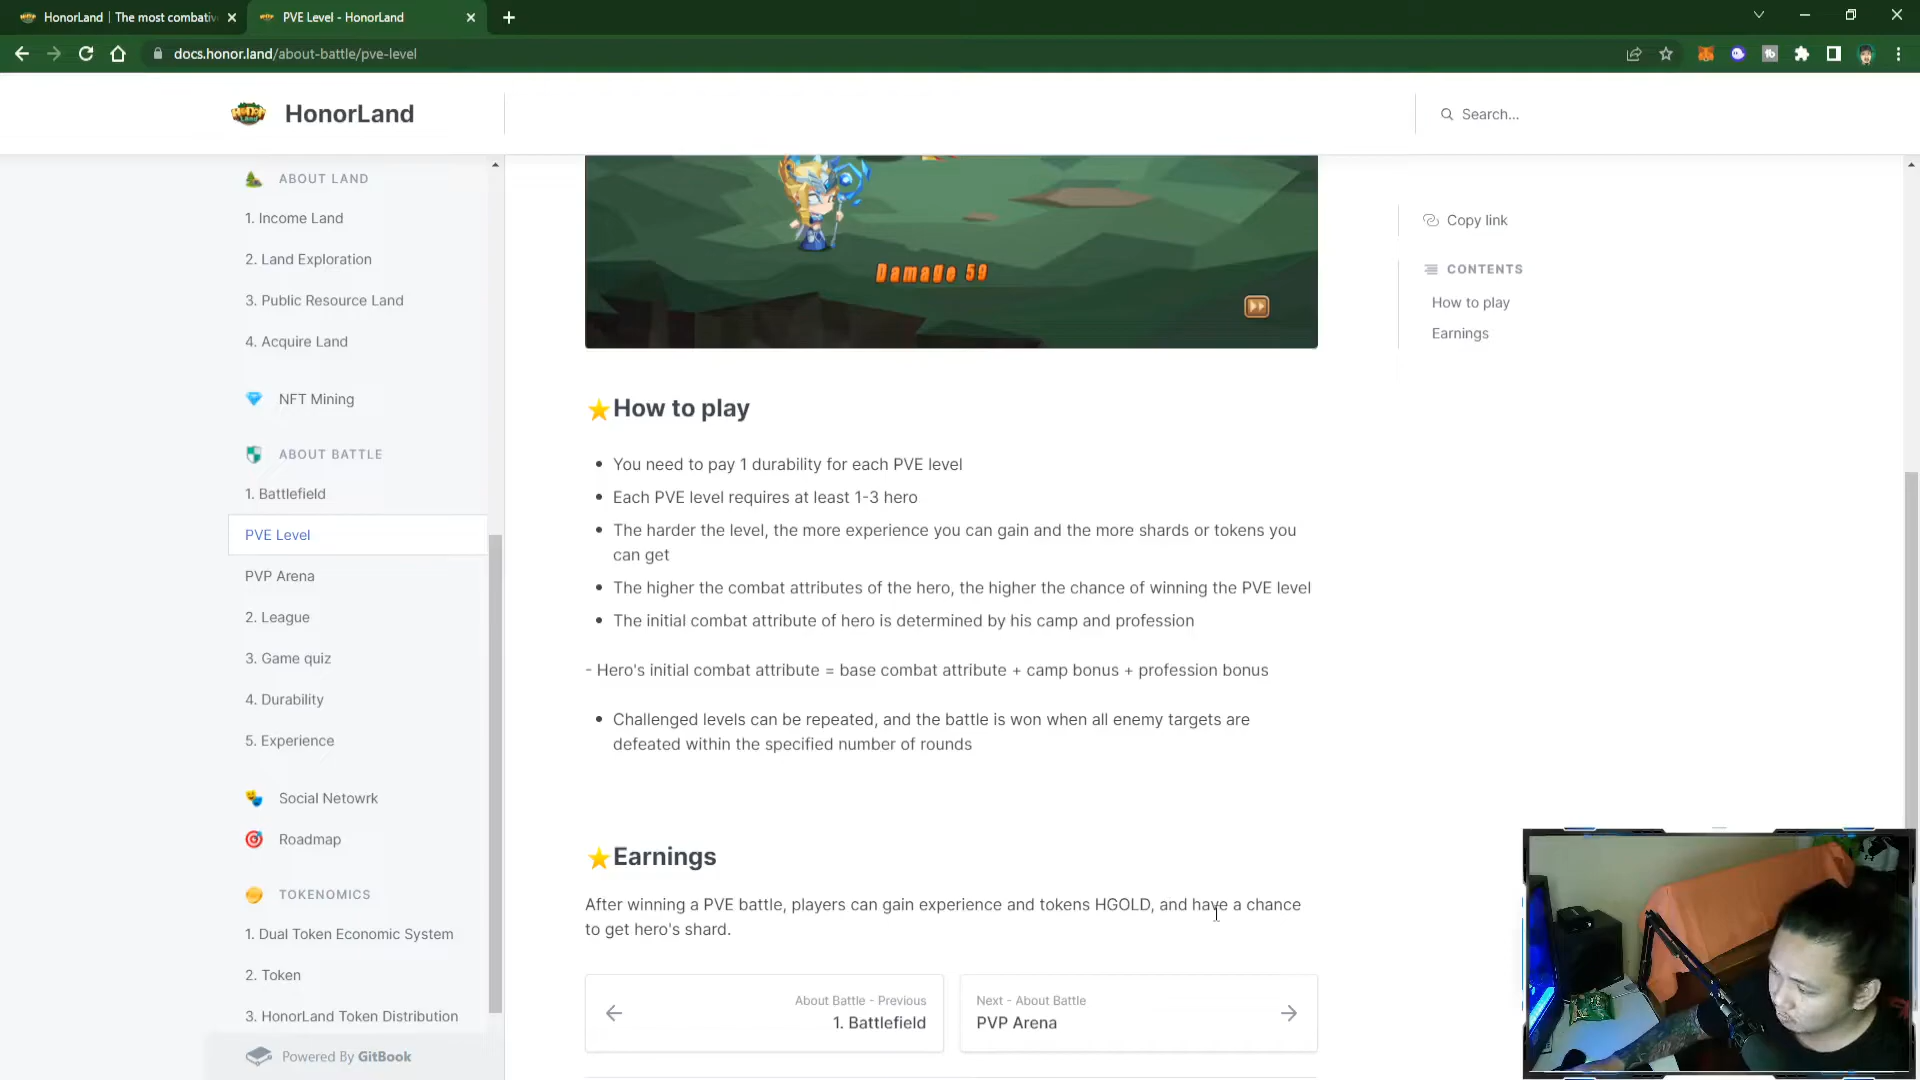 HonorLand | The most combativ
PVE Level - HonorLand
docs.honor.land/about-battle/pve-level
HonorLand
Search...
ABOUT LAND
1. Income Land
2. Land Exploration
3. Public Resource Land
4. Acquire Land
NFT Mining
ABOUT BATTLE
1. Battlefield
PVE Level
PVP Arena
2. League
3. Game quiz
4. Durability
5. Experience
Social Netowrk
Roadmap
TOKENOMICS
1. Dual Token Economic System
2. Token
3. HonorLand Token Distribution
Powered By GitBook
Damage 59
How to play
You need to pay 1 durability for each PVE level
Each PVE level requires at least 1-3 hero
The harder the level, the more experience you can gain and the more shards or tokens you
can get
The higher the combat attributes of the hero, the higher the chance of winning the PVE level
The initial combat attribute of hero is determined by his camp and profession
- Hero's initial combat attribute = base combat attribute + camp bonus + profession bonus
Challenged levels can be repeated, and the battle is won when all enemy targets are
defeated within the specified number of rounds
Earnings
After winning a PVE battle, players can gain experience and tokens HGOLD, and have a chance
to get hero's shard.
About Battle - Previous
1. Battlefield
Next - About Battle
PVP Arena
Copy link
CONTENTS
How to play
Earnings